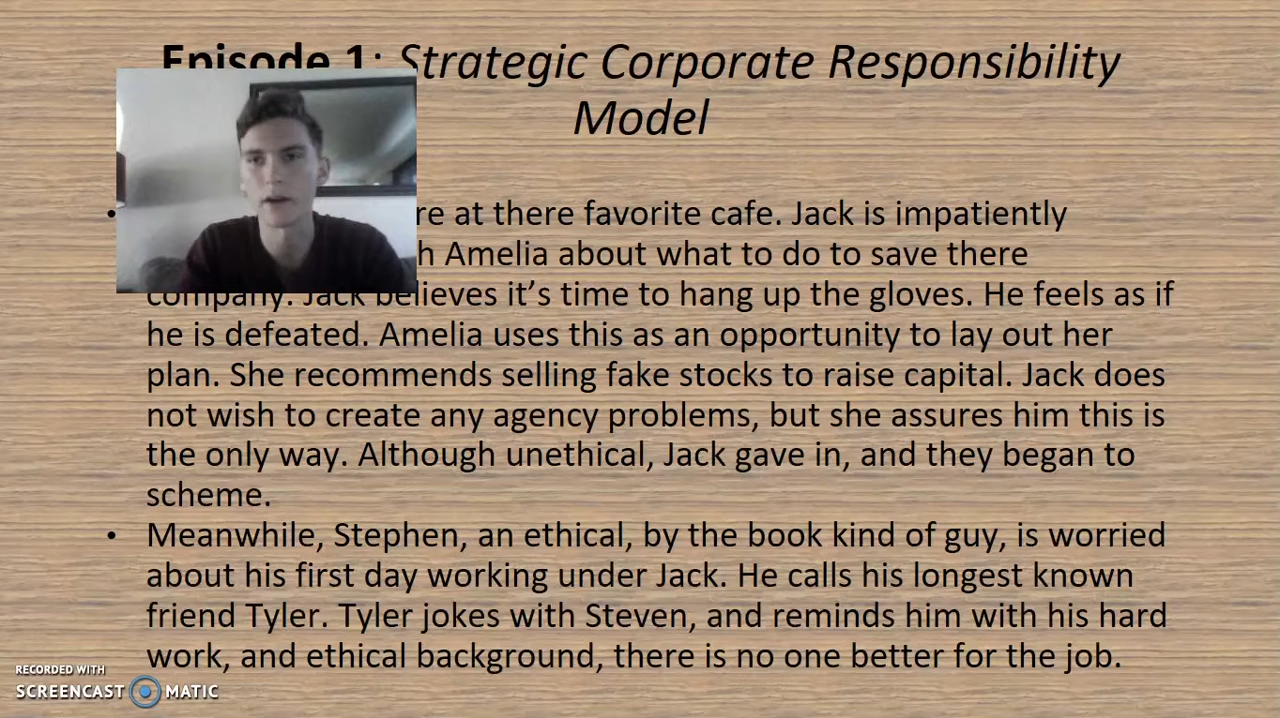 Episode 1: Strategic Corporate Responsibility
Model
• re at there favorite cafe. Jack is impatiently
h Amelia about what to do to save there
company. Jack believes it’s time to hang up the gloves. He feels as if
he is defeated. Amelia uses this as an opportunity to lay out her
plan. She recommends selling fake stocks to raise capital. Jack does
not wish to create any agency problems, but she assures him this is
the only way. Although unethical, Jack gave in, and they began to
scheme.
• Meanwhile, Stephen, an ethical, by the book kind of guy, is worried
about his first day working under Jack. He calls his longest known
friend Tyler. Tyler jokes with Steven, and reminds him with his hard
work, and ethical background, there is no one better for the job.
RECORDED WITH
SCREENCAST MATIC